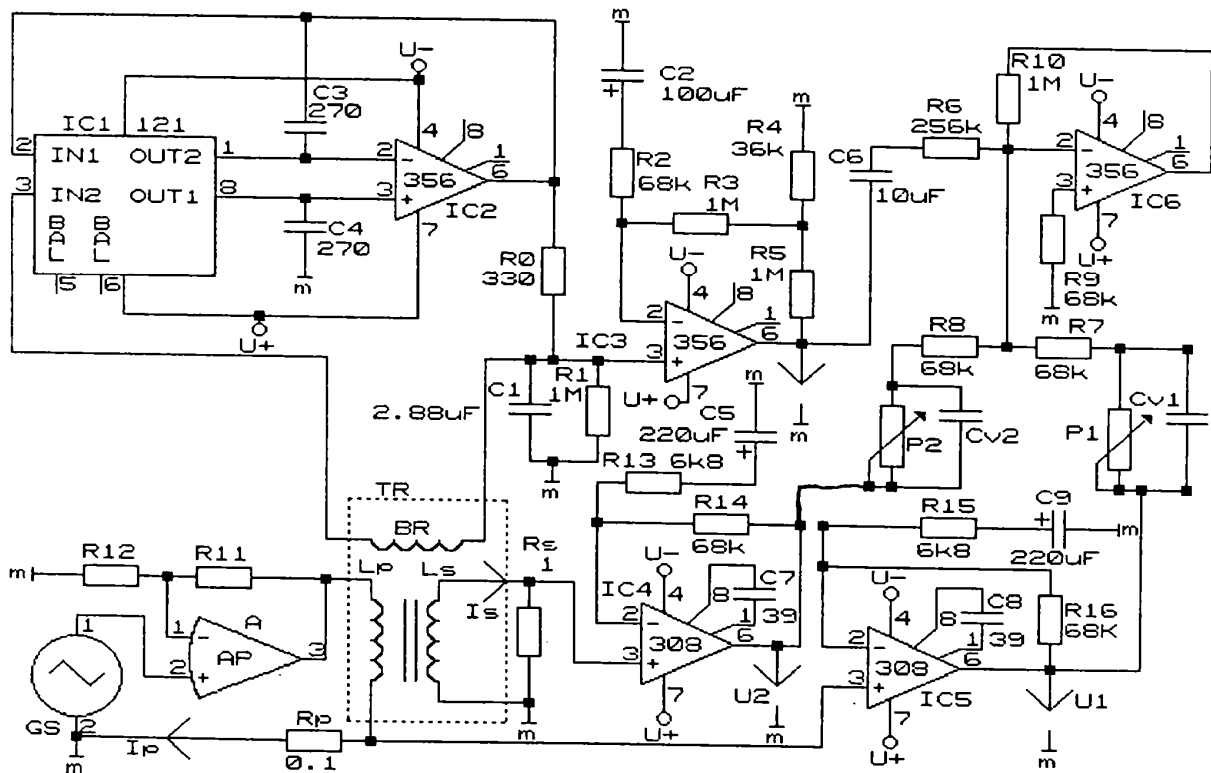 m
U-
C3
270
IC1
121
2
IN1
OUT2
1
3
IN2
OUT1
8
BAL
BAL
5
6
C4
270
m
U+
4
8
2
-
356
1
6
3
+
7
IC2
R0
330
m
C2
+
100uF
R2
68k
R3
1M
m
R4
36k
R5
1M
U-
4
8
2
-
356
1
6
3
+
7
IC3
U+
m
C6
10uF
R6
256k
R10
1M
U-
4
8
2
-
356
1
6
3
+
7
IC6
U+
R9
68k
m
R8
68k
R7
68k
P2
Cv2
P1
Cv1
C1
2.88uF
R1
1M
m
m
C5
220uF
+
R13
6k8
R14
68k
R15
6k8
C9
+
m
220uF
TR
BR
Lp
Ls
Is
Rs
1
m
m
R12
R11
A
1
-
AP
2
+
3
1
GS
2
m
Ip
Rp
0.1
IC4
U-
4
8
C7
39
2
-
308
1
6
3
+
7
U+
U2
m
U-
4
8
C8
39
2
-
308
1
6
3
+
7
IC5
U+
R16
68K
U1
m